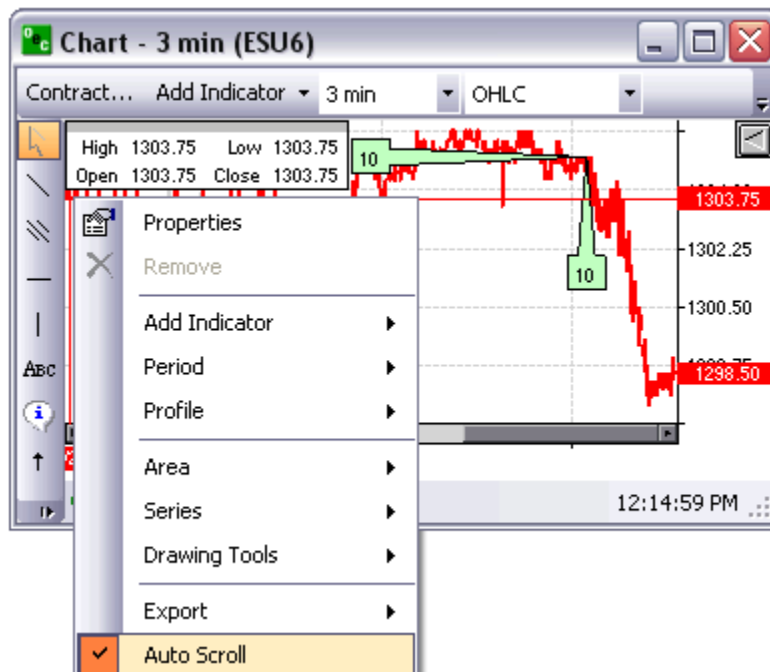 Oec Chart - 3 min (ESU6)
Contract... Add Indicator 3 min OHLC
High 1303.75 Low 1303.75
Open 1303.75 Close 1303.75
10
1303.75
1302.25
10
1300.50
1298.50
Properties
Remove
Add Indicator
Period
Profile
Area
Series
Drawing Tools
Export
Auto Scroll
ABC
12:14:59 PM